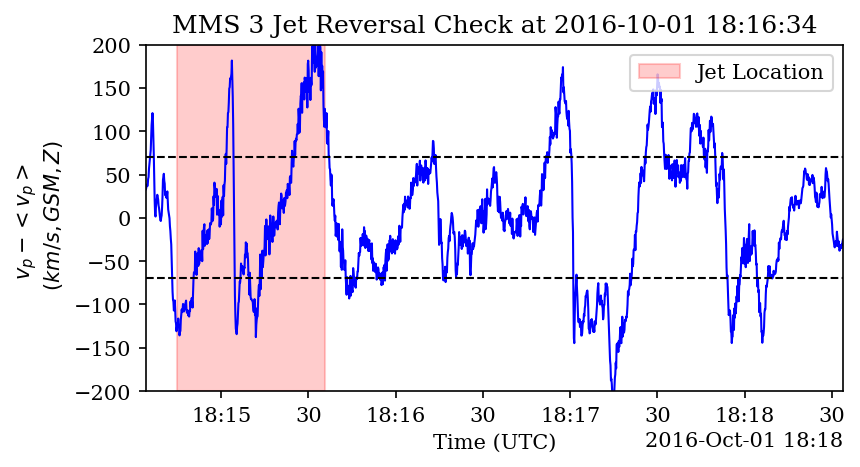 MMS 3 Jet Reversal Check at 2016-10-01 18:16:34
v_p − <v_p>
(km/s, GSM, Z)
200
150
100
50
0
−50
−100
−150
−200
Jet Location
18:15 30 18:16 30 18:17 30 18:18 30
Time (UTC)
2016-Oct-01 18:18